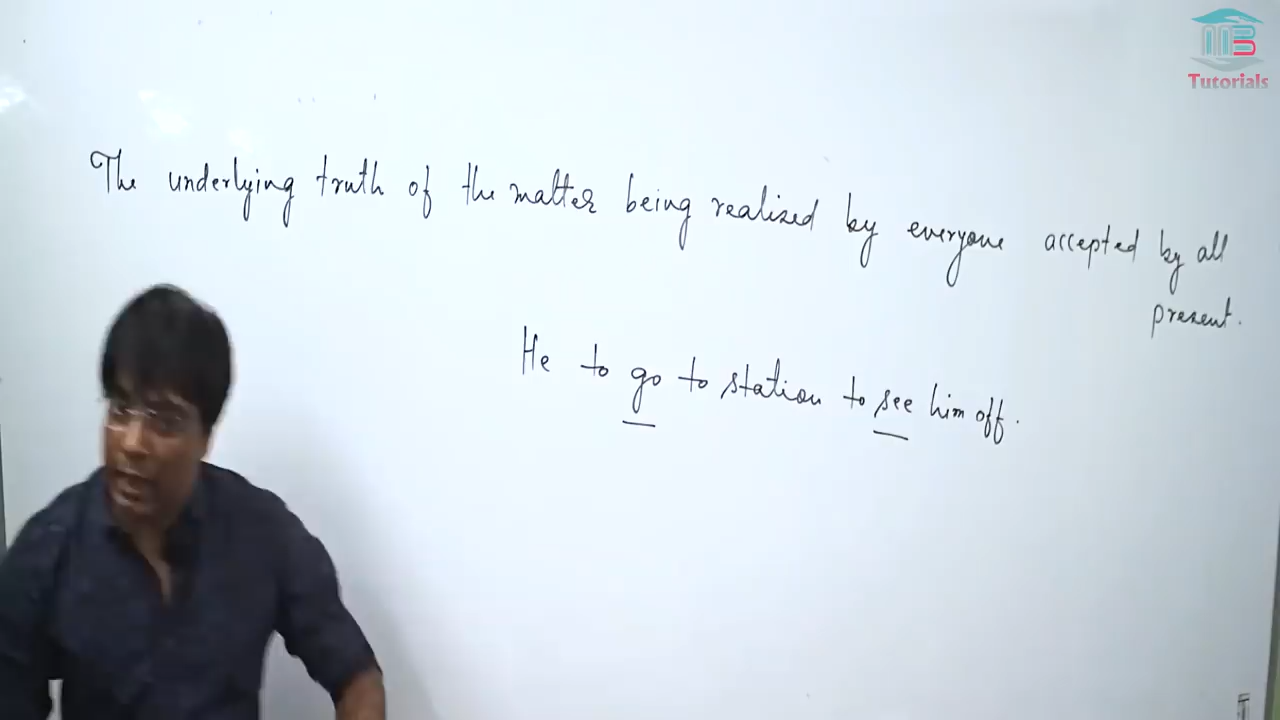 MB
Tutorials
The underlying truth of the matter being realized by everyone accepted by all
present.
He to go to station to see him off.